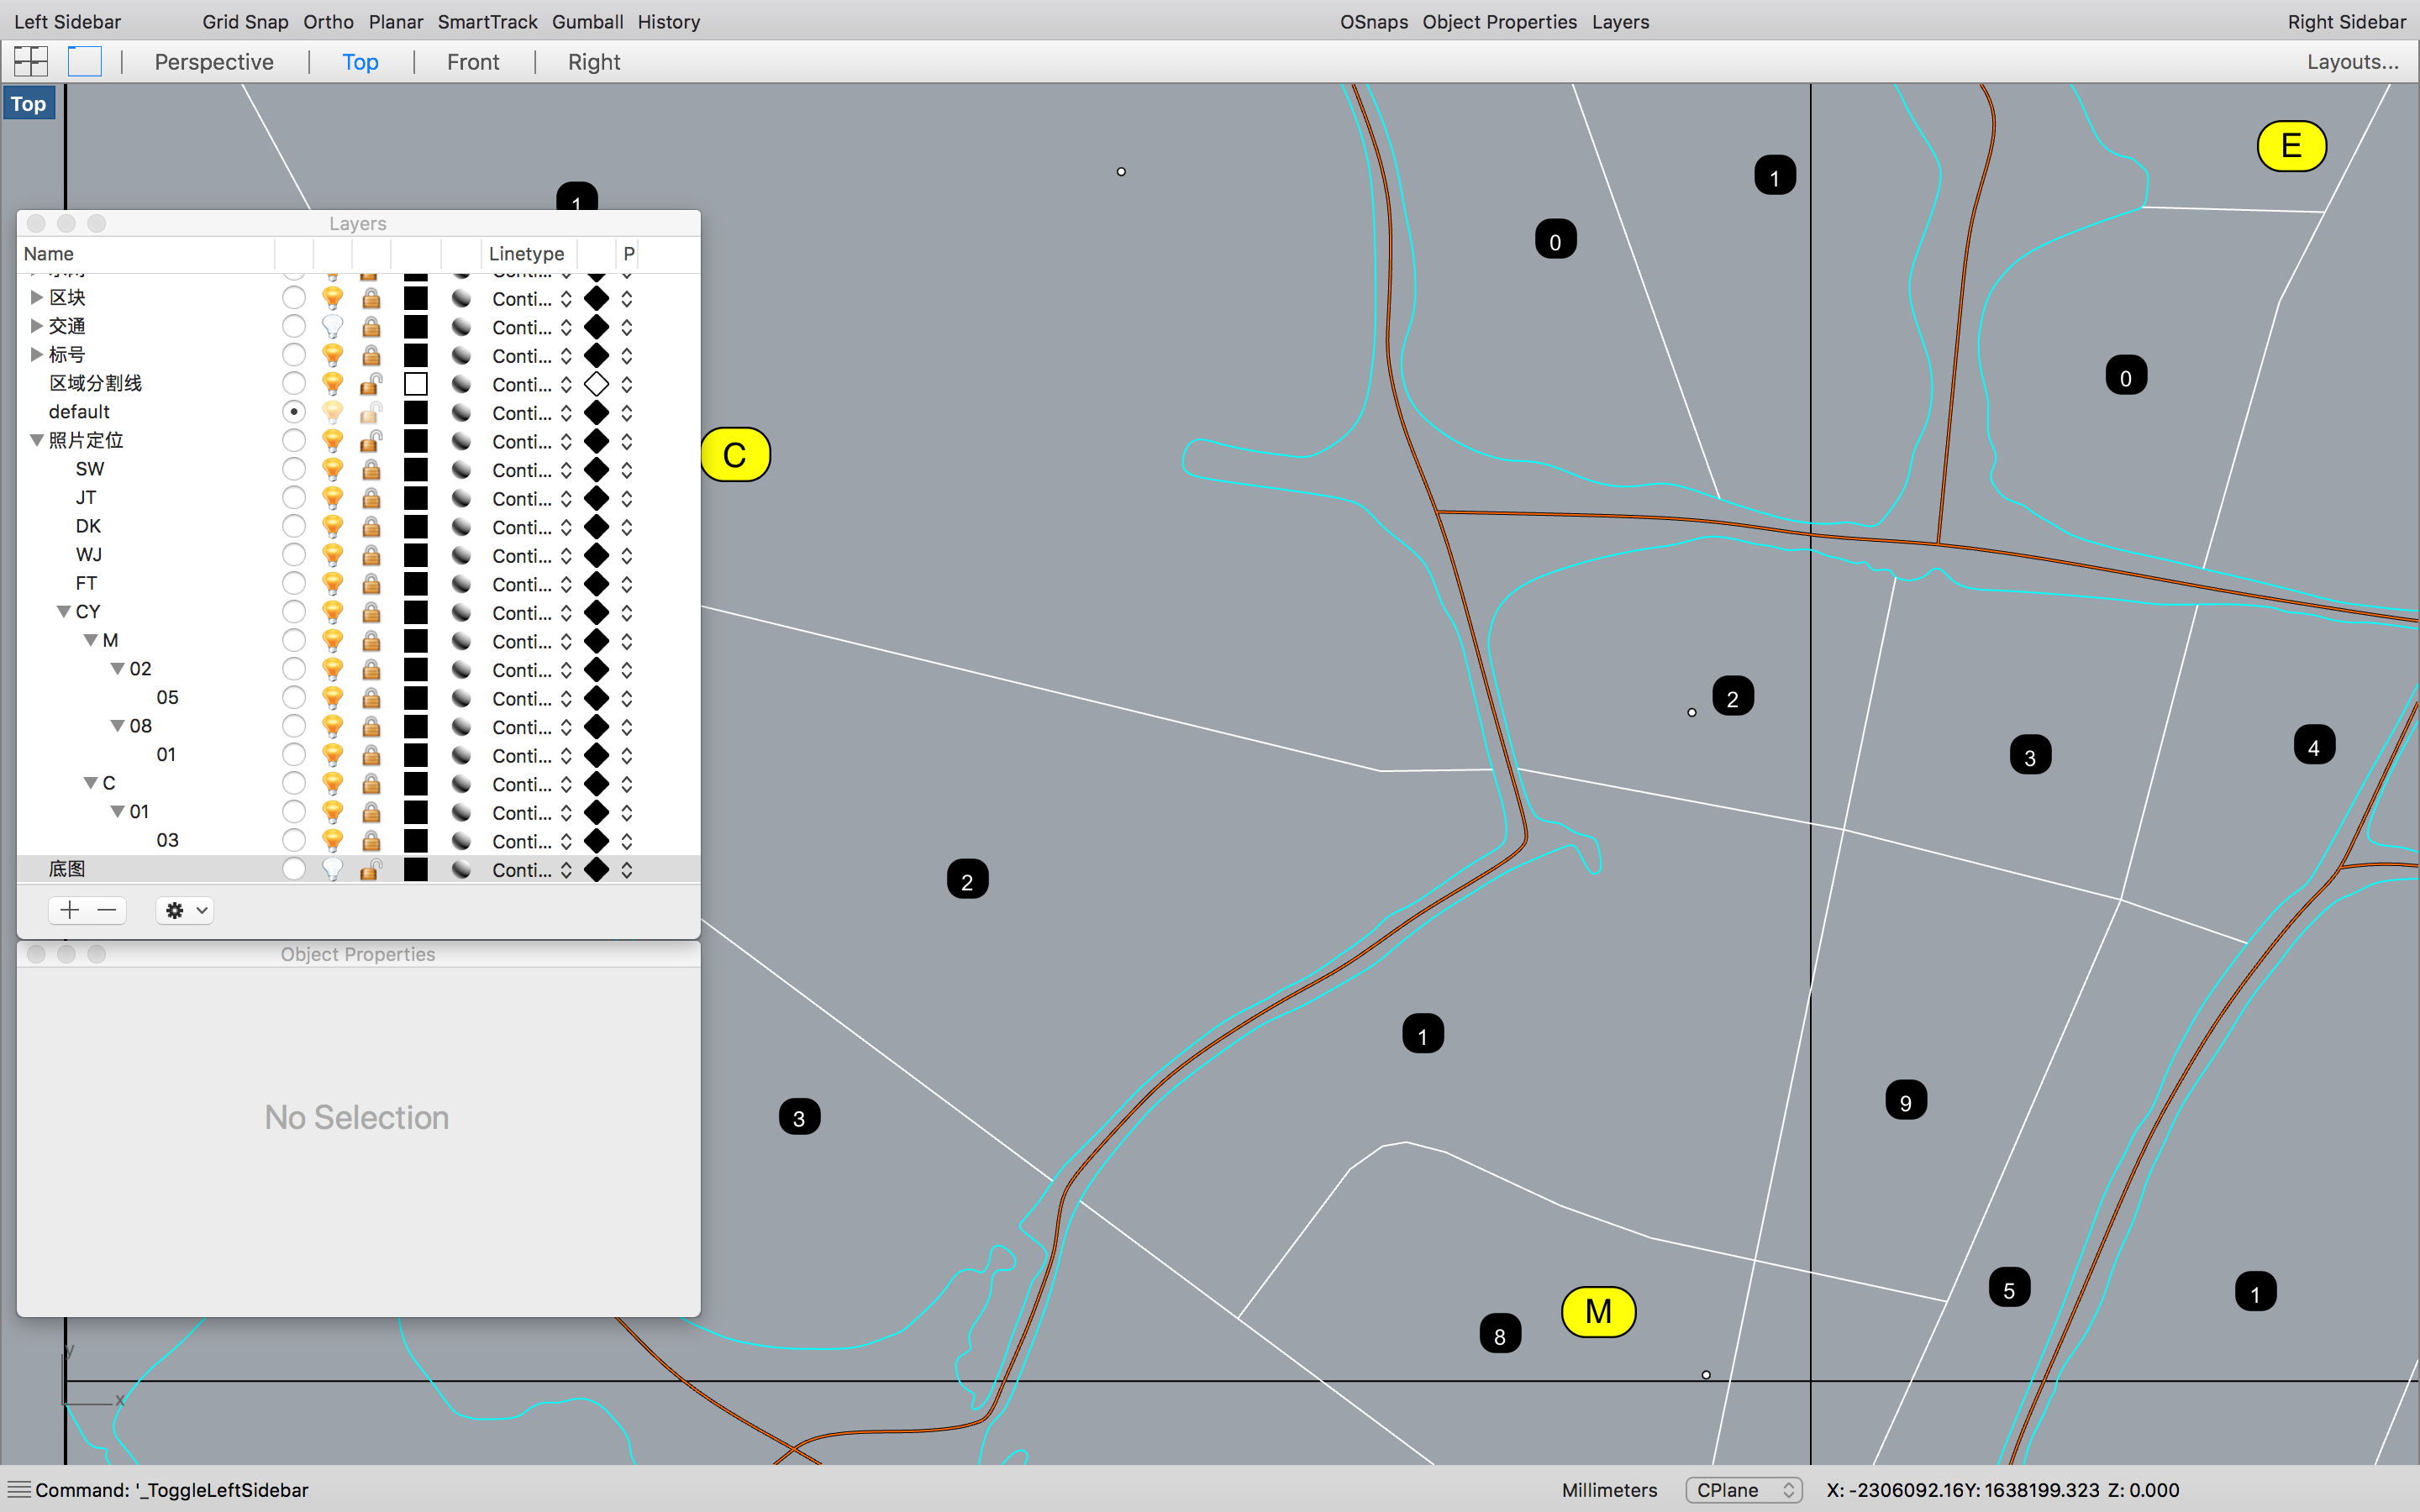 Left Sidebar Grid Snap Ortho Planar SmartTrack Gumball History OSnaps Object Properties Layers Right Sidebar
Perspective Top Front Right Layouts...
Top
E
1
1
0
0
C
2
3
4
2
1
3
9
5
1
8
M
Layers
Name Linetype P
区块 Conti...
交通 Conti...
标号 Conti...
区域分割线 Conti...
default Conti...
照片定位 Conti...
SW Conti...
JT Conti...
DK Conti...
WJ Conti...
FT Conti...
CY Conti...
M Conti...
02 Conti...
05 Conti...
08 Conti...
01 Conti...
C Conti...
01 Conti...
03 Conti...
底图 Conti...
Object Properties
No Selection
y
x
Command: '_ToggleLeftSidebar Millimeters CPlane X: -2306092.16Y: 1638199.323 Z: 0.000